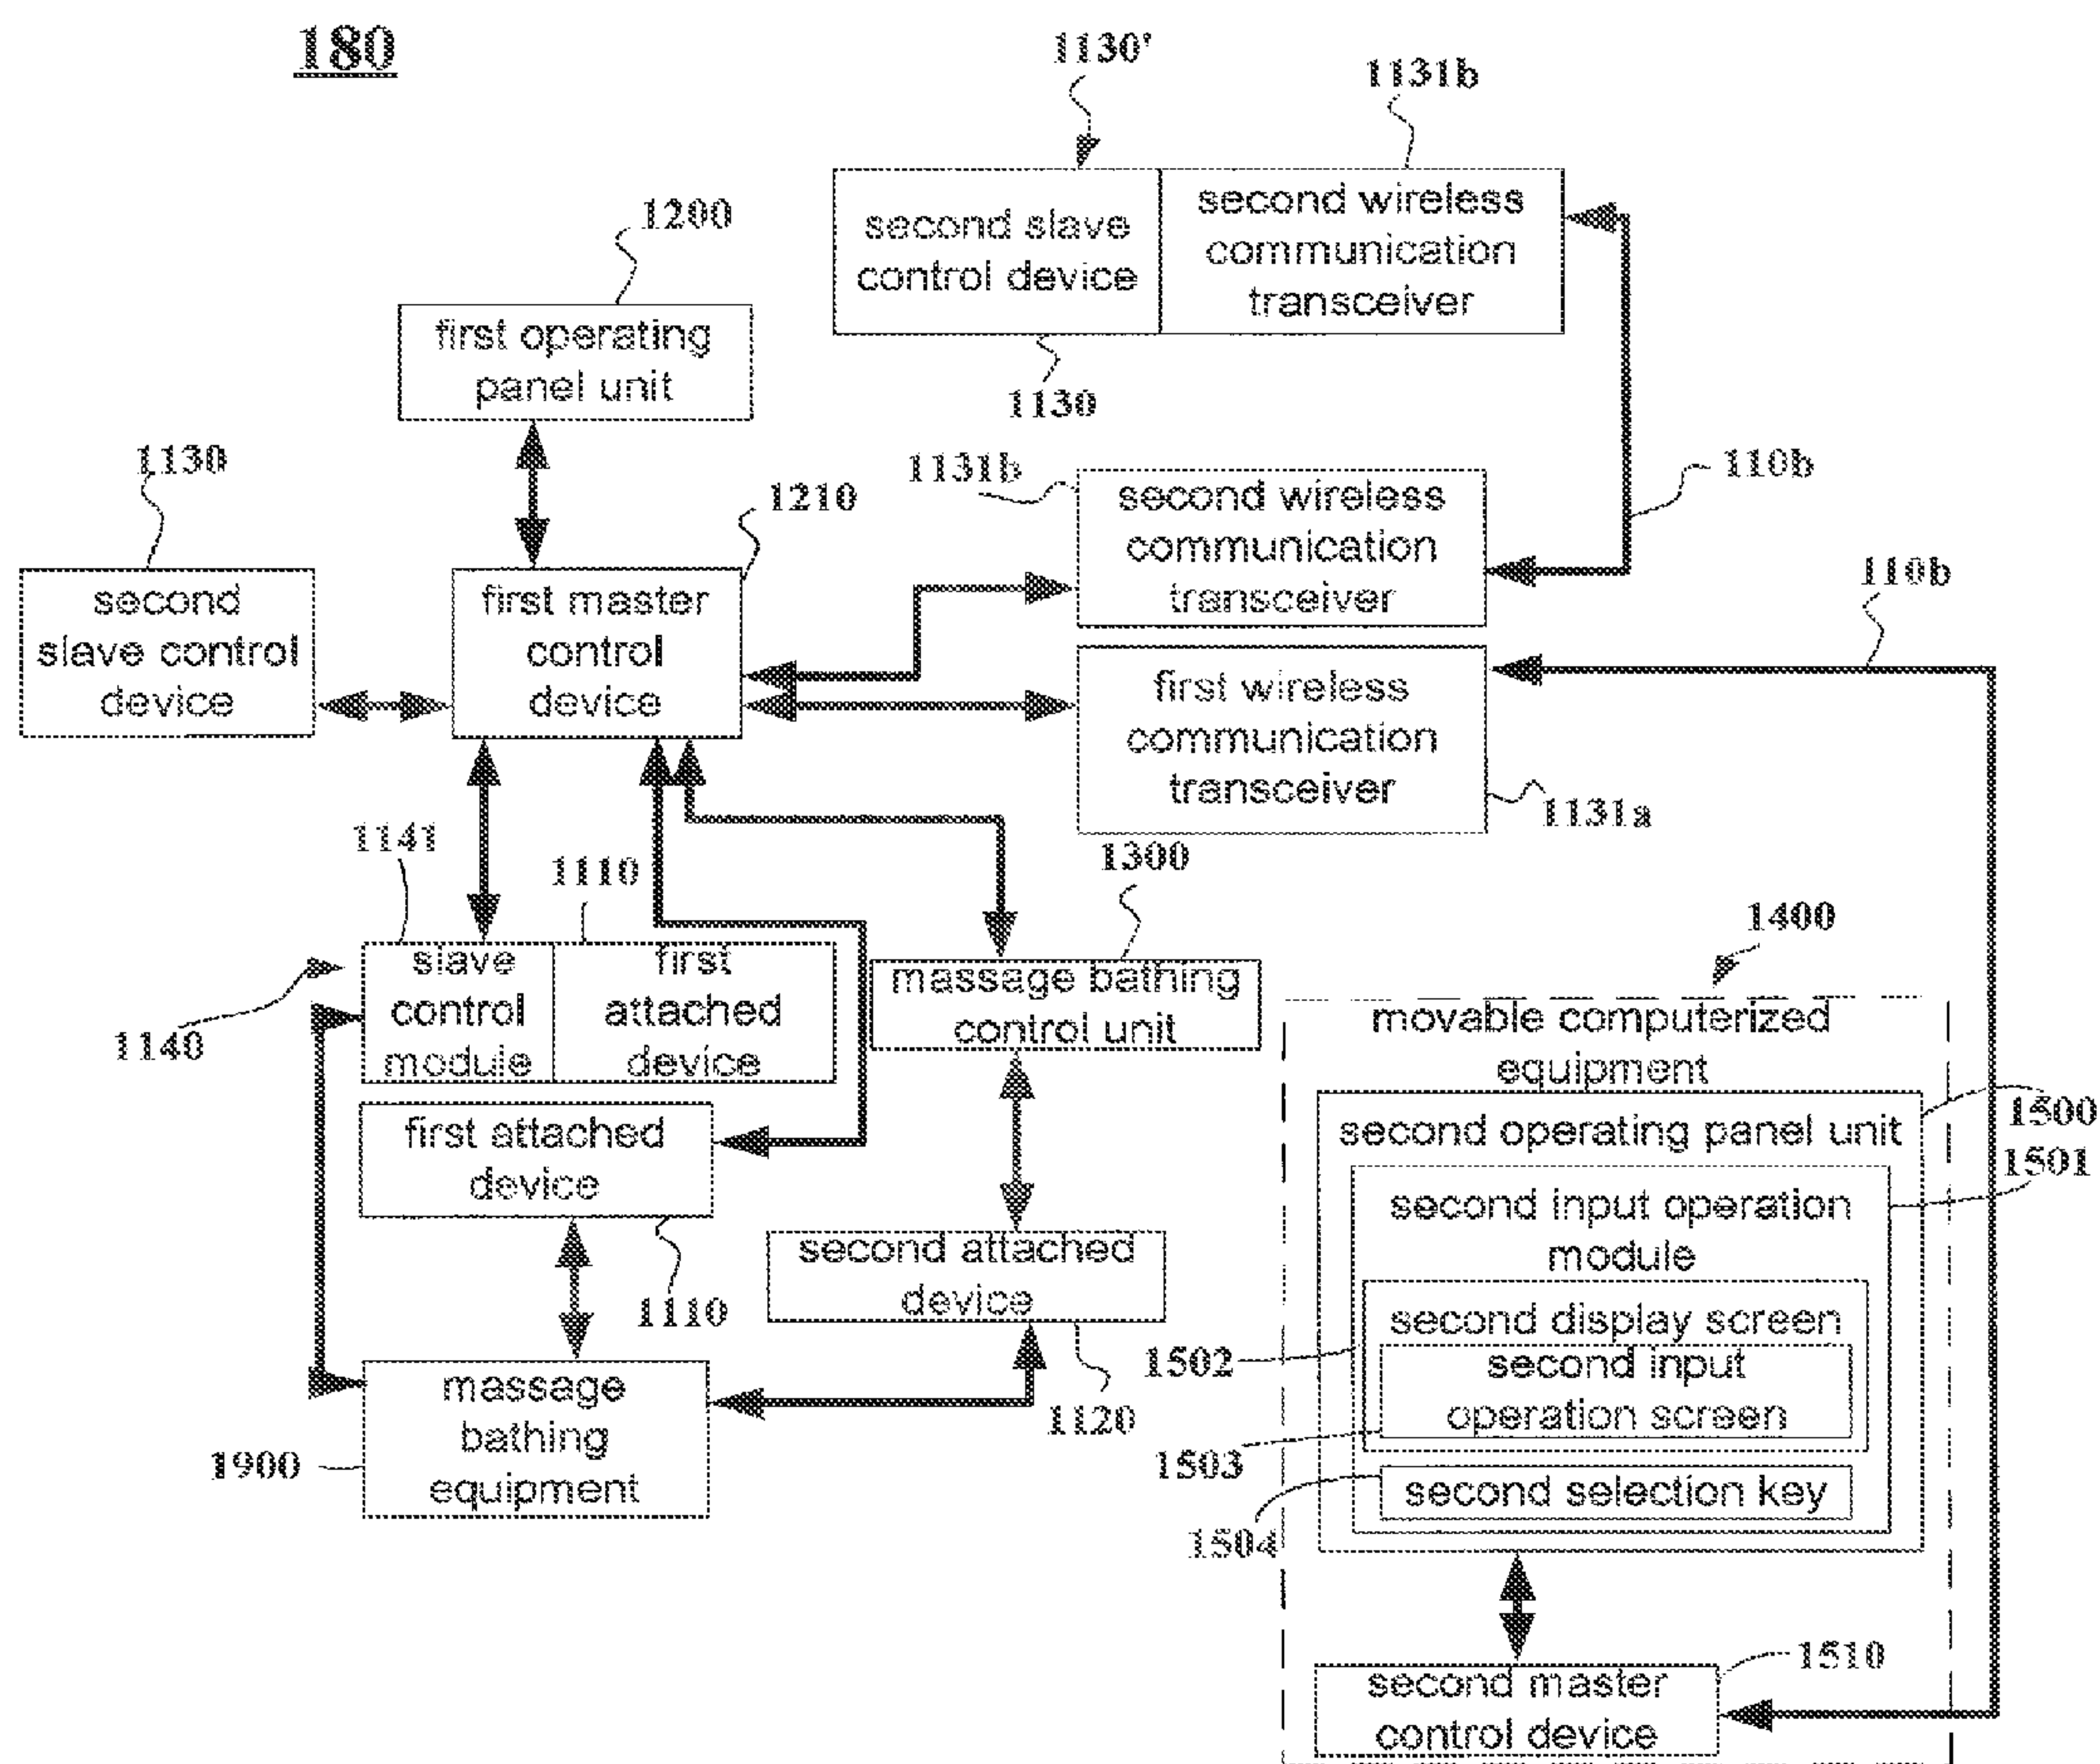 180
1130'
1131b
second slave
control device
second wireless
communication
transceiver
1130
1200
first operating
panel unit
1130
second
slave control
device
1210
first master
control
device
1131b
second wireless
communication
transceiver
110b
110b
first wireless
communication
transceiver
1131a
1141
1110
slave
control
module
first
attached
device
1140
1300
massage bathing
control unit
first attached
device
1110
second attached
device
1120
massage
bathing
equipment
1900
1400
movable computerized
equipment
1500
second operating panel unit
1501
second input operation
module
second display screen
1502
second input
operation screen
1503
second selection key
1504
1510
second master
control device